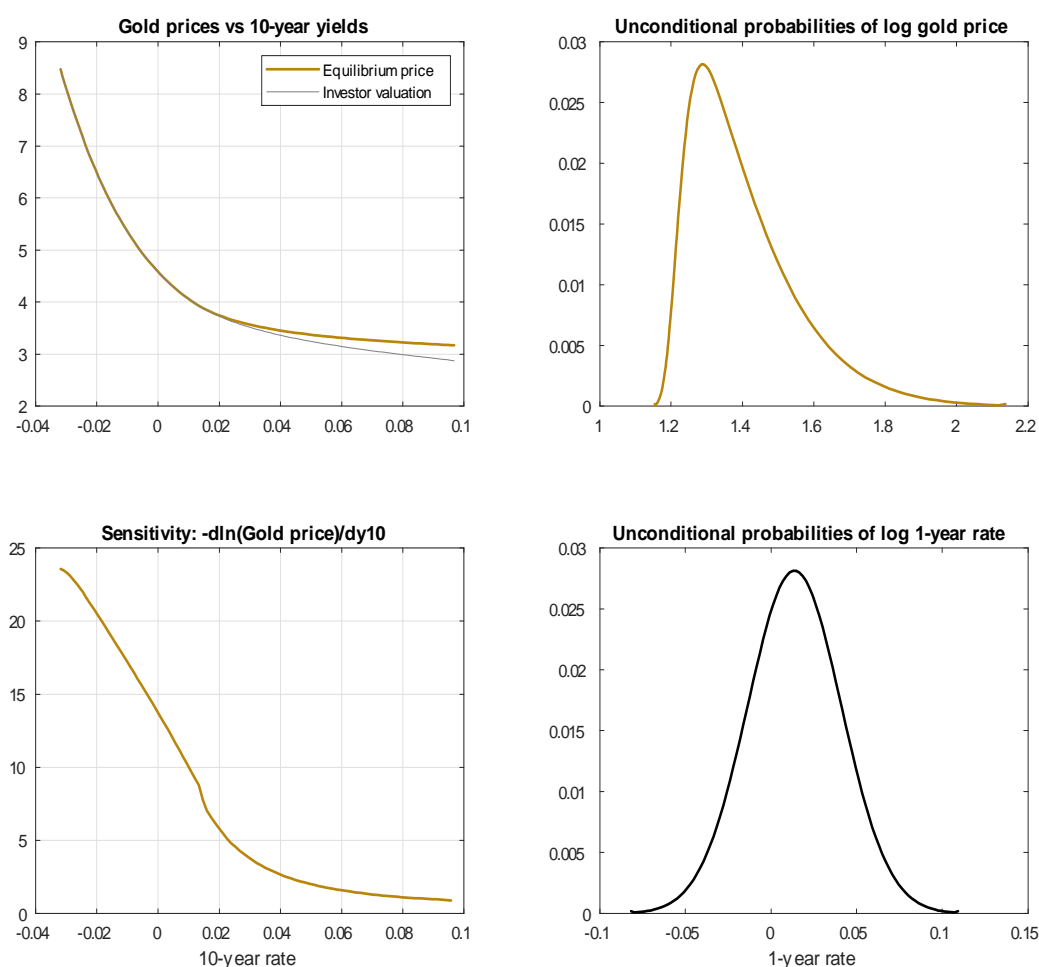 Gold prices vs 10-year yields
9
8
7
6
5
4
3
2
-0.04 -0.02 0 0.02 0.04 0.06 0.08 0.1
Equilibrium price
Investor valuation
Unconditional probabilities of log gold price
0.03
0.025
0.02
0.015
0.01
0.005
0
1 1.2 1.4 1.6 1.8 2 2.2
Sensitivity: -dln(Gold price)/dy10
25
20
15
10
5
0
-0.04 -0.02 0 0.02 0.04 0.06 0.08 0.1
10-year rate
Unconditional probabilities of log 1-year rate
0.03
0.025
0.02
0.015
0.01
0.005
0
-0.1 -0.05 0 0.05 0.1 0.15
1-year rate